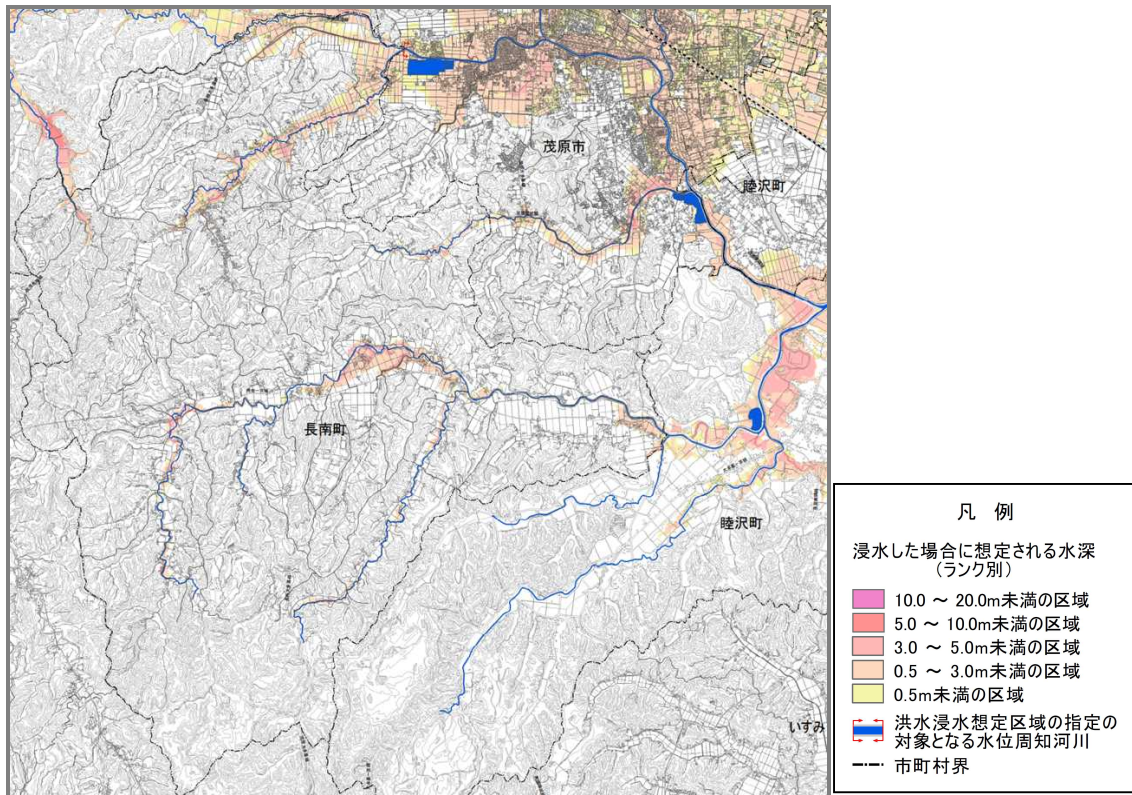 茂原市
睦沢町
長南町
睦沢町
いすみ
凡 例
浸水した場合に想定される水深
(ランク別)
10.0 ～ 20.0m未満の区域
5.0 ～ 10.0m未満の区域
3.0 ～ 5.0m未満の区域
0.5 ～ 3.0m未満の区域
0.5m未満の区域
洪水浸水想定区域の指定の
対象となる水位周知河川
市町村界